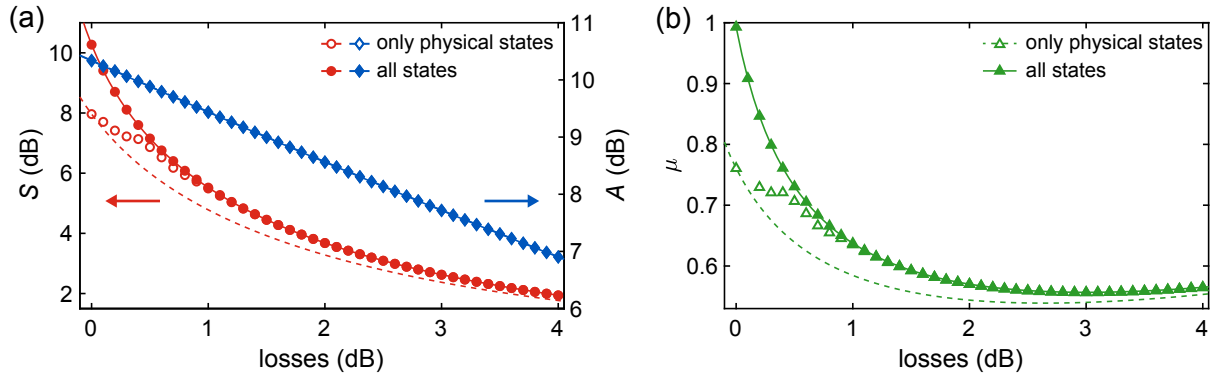 (a)
10
8
6
4
2
S (dB)
only physical states
all states
11
10
9
8
7
6
A (dB)
0 1 2 3 4
losses (dB)
(b)
1
0.9
0.8
0.7
0.6
μ
only physical states
all states
0 1 2 3 4
losses (dB)